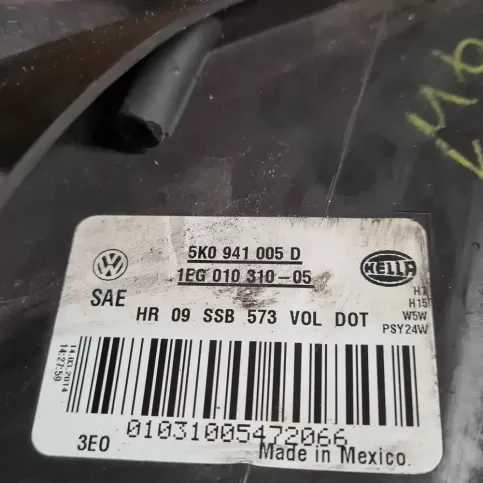 5K0 941 005 D
1EG 010 310-05
HELLA
SAE
H7
H15
W5W
PSY24W
HR 09 SSB 573 VOL DOT
14.03.2014
14:27:59
3E0
01031005472066
Made in Mexico.